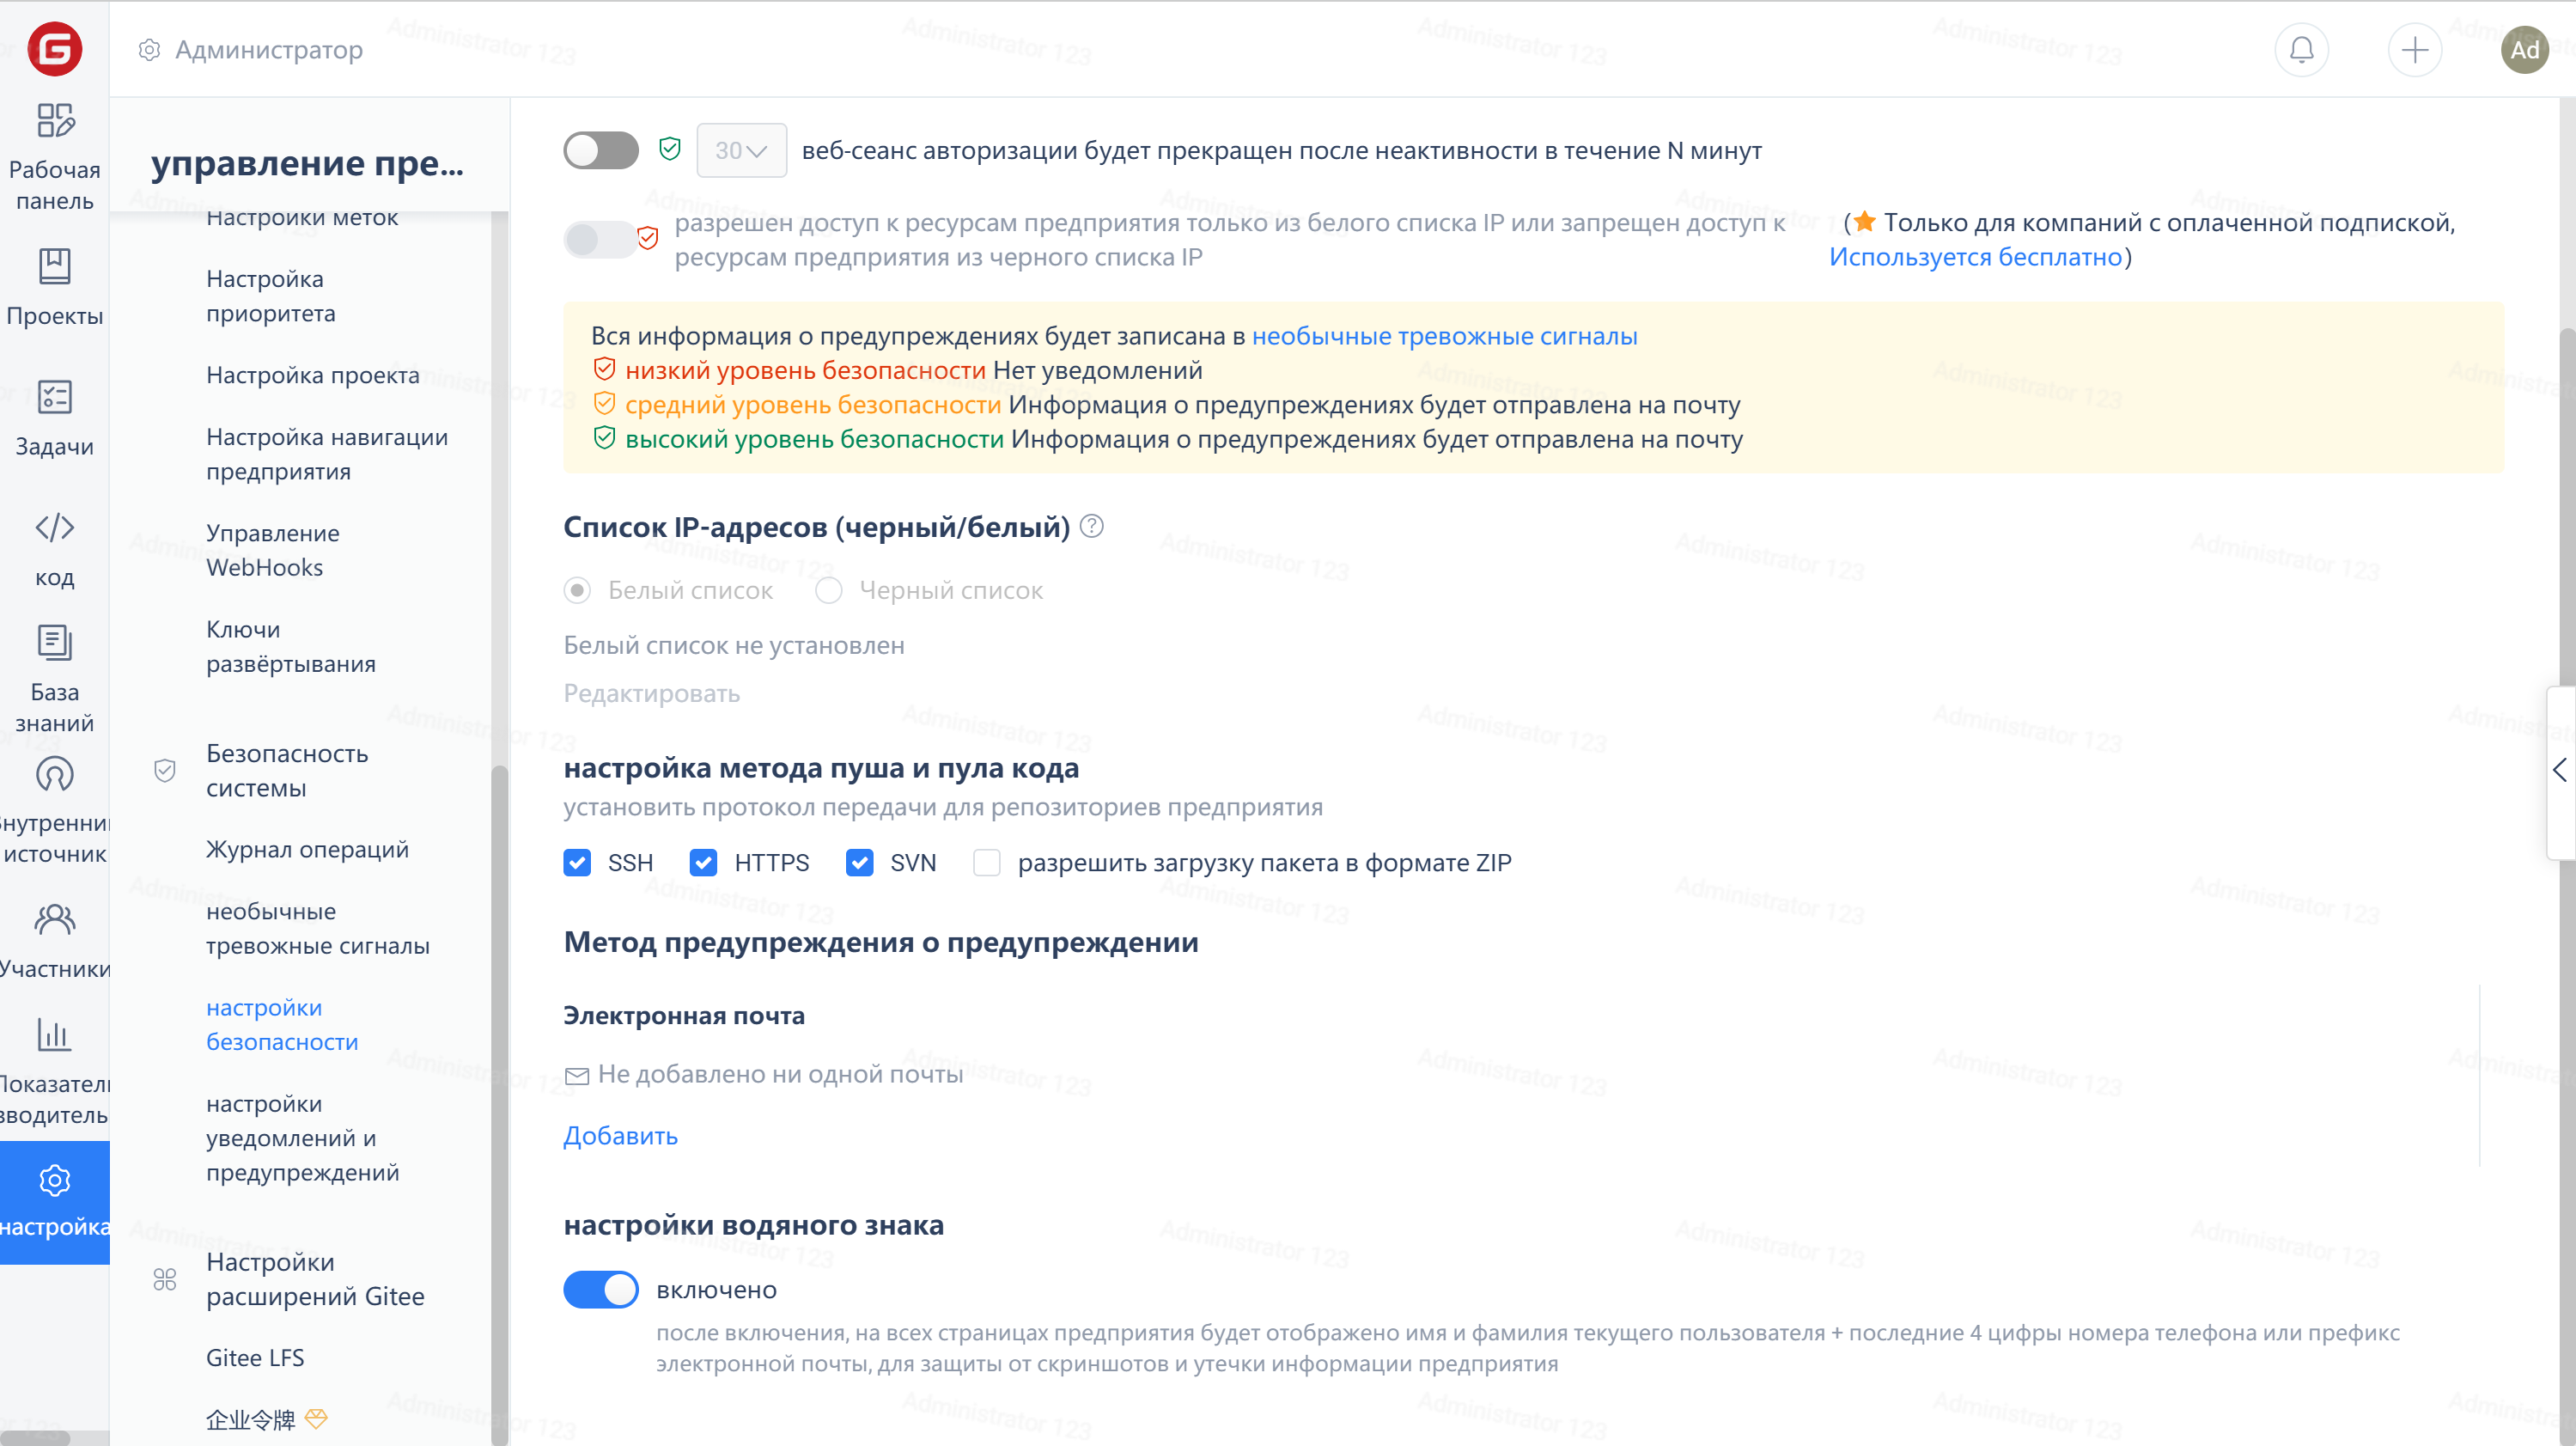 Администратор
Ad
Рабочая
панель
Проекты
Задачи
код
База
знаний
источник
Участники
настройка
управление пре...
Настройки меток
Настройка
приоритета
Настройка проекта
Настройка навигации
предприятия
Управление
WebHooks
Ключи
развёртывания
Безопасность
системы
Журнал операций
необычные
тревожные сигналы
настройки
безопасности
настройки
уведомлений и
предупреждений
Настройки
расширений Gitee
Gitee LFS
企业令牌
30 веб-сеанс авторизации будет прекращен после неактивности в течение N минут
разрешен доступ к ресурсам предприятия только из белого списка IP или запрещен доступ к
ресурсам предприятия из черного списка IP
(⭐ Только для компаний с оплаченной подпиской,
Используется бесплатно)
Вся информация о предупреждениях будет записана в необычные тревожные сигналы
низкий уровень безопасности Нет уведомлений
средний уровень безопасности Информация о предупреждениях будет отправлена на почту
высокий уровень безопасности Информация о предупреждениях будет отправлена на почту
Список IP-адресов (черный/белый) ?
Белый список Черный список
Белый список не установлен
Редактировать
настройка метода пуша и пула кода
установить протокол передачи для репозиториев предприятия
SSH HTTPS SVN разрешить загрузку пакета в формате ZIP
Метод предупреждения о предупреждении
Электронная почта
Не добавлено ни одной почты
Добавить
настройки водяного знака
включено
после включения, на всех страницах предприятия будет отображено имя и фамилия текущего пользователя + последние 4 цифры номера телефона или префикс
электронной почты, для защиты от скриншотов и утечки информации предприятия
Administrator 123